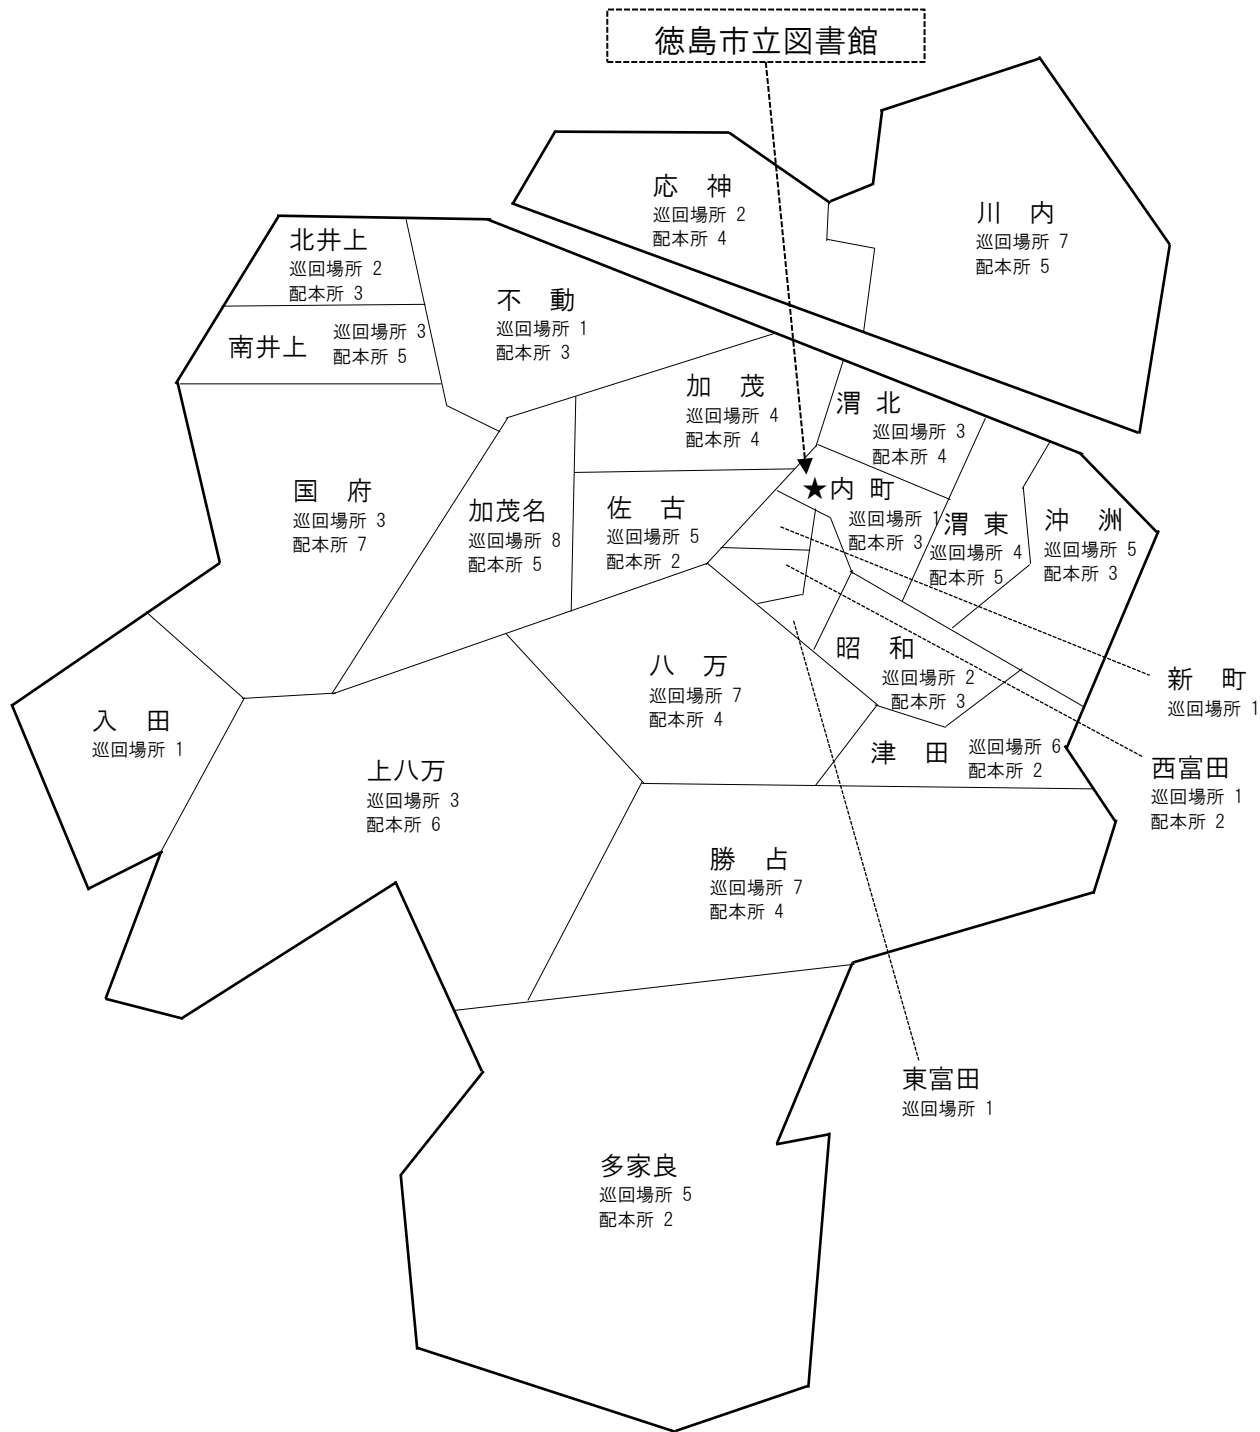 徳島市立図書館
応 神
巡回場所 2
配本所 4
川 内
巡回場所 7
配本所 5
北井上
巡回場所 2
配本所 3
不 動
巡回場所 1
配本所 3
南井上
巡回場所 3
配本所 5
加 茂
巡回場所 4
配本所 4
渭 北
巡回場所 3
配本所 4
国 府
巡回場所 3
配本所 7
加茂名
巡回場所 8
配本所 5
佐 古
巡回場所 5
配本所 2
★内 町
巡回場所 1
配本所 3
渭 東
巡回場所 4
配本所 5
沖 洲
巡回場所 5
配本所 3
昭 和
巡回場所 2
配本所 3
八 万
巡回場所 7
配本所 4
新 町
巡回場所 1
入 田
巡回場所 1
津 田
巡回場所 6
配本所 2
西富田
巡回場所 1
配本所 2
上八万
巡回場所 3
配本所 6
勝 占
巡回場所 7
配本所 4
東富田
巡回場所 1
多家良
巡回場所 5
配本所 2